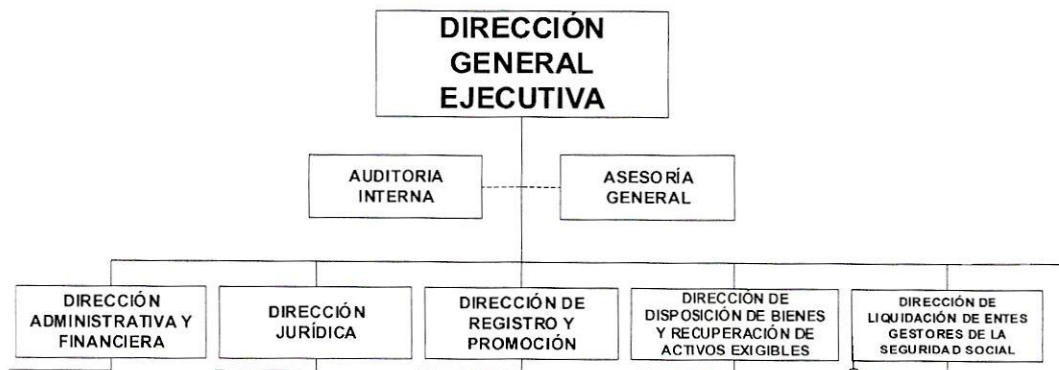 DIRECCIÓN
GENERAL
EJECUTIVA
AUDITORIA
INTERNA
ASESORÍA
GENERAL
DIRECCIÓN
ADMINISTRATIVA Y
FINANCIERA
DIRECCIÓN
JURÍDICA
DIRECCIÓN DE
REGISTRO Y
PROMOCIÓN
DIRECCIÓN DE
DISPOSICIÓN DE BIENES
Y RECUPERACIÓN DE
ACTIVOS EXIGIBLES
DIRECCIÓN DE
LIQUIDACIÓN DE ENTES
GESTORES DE LA
SEGURIDAD SOCIAL